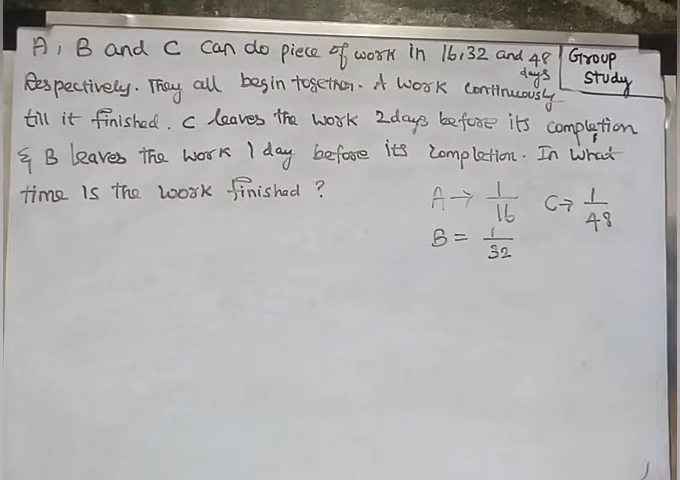 A, B and C can do piece of work in 16,32 and 48 days
Group Study
Respectively. They all begin together. A work continuously
till it finished. C leaves the work 2days before its completion
& B leaves the work 1 day before its completion. In what
time Is the work finished?
A → 1/16 C → 1/48
B = 1/32